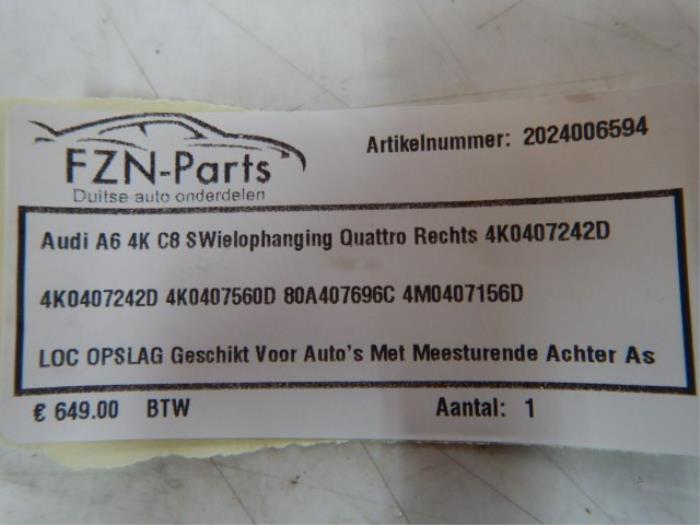 FZN-Parts
Duitse auto onderdelen
Artikelnummer: 2024006594
Audi A6 4K C8 SWielophanging Quattro Rechts 4K0407242D
4K0407242D 4K0407560D 80A407696C 4M0407156D
LOC OPSLAG Geschikt Voor Auto's Met Meesturende Achter As
€ 649.00 BTW Aantal: 1